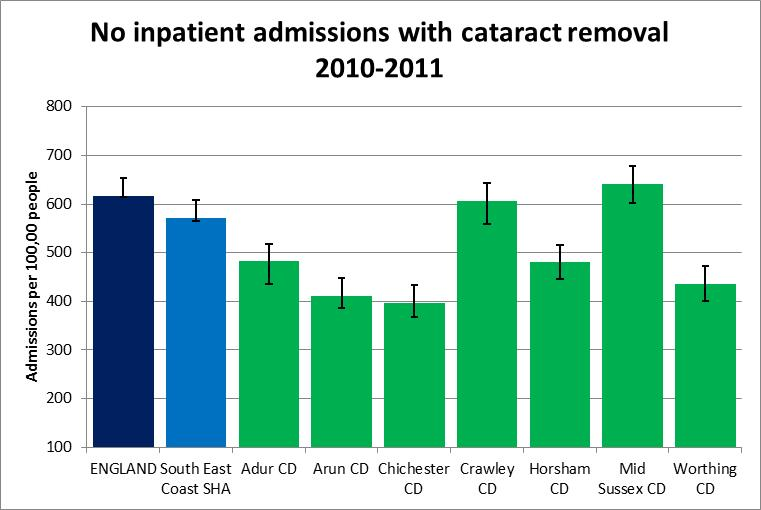 No inpatient admissions with cataract removal
2010-2011
Admissions per 100,00 people
800
700
600
500
400
300
200
100
ENGLAND
South East
Coast SHA
Adur CD
Arun CD
Chichester
CD
Crawley
CD
Horsham
CD
Mid
Sussex CD
Worthing
CD